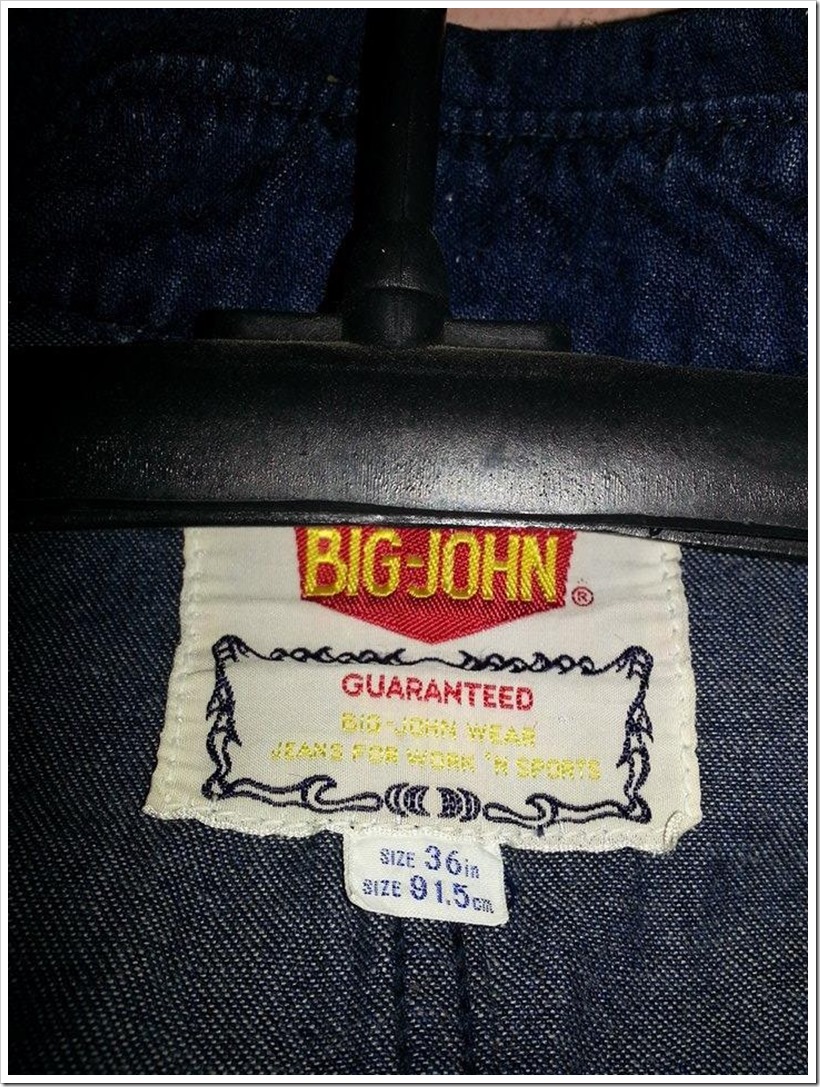 BIG-JOHN
®
GUARANTEED
BIG-JOHN WEAR
JEANS FOR WORK 'N SPORTS
SIZE 36in
SIZE 91.5cm